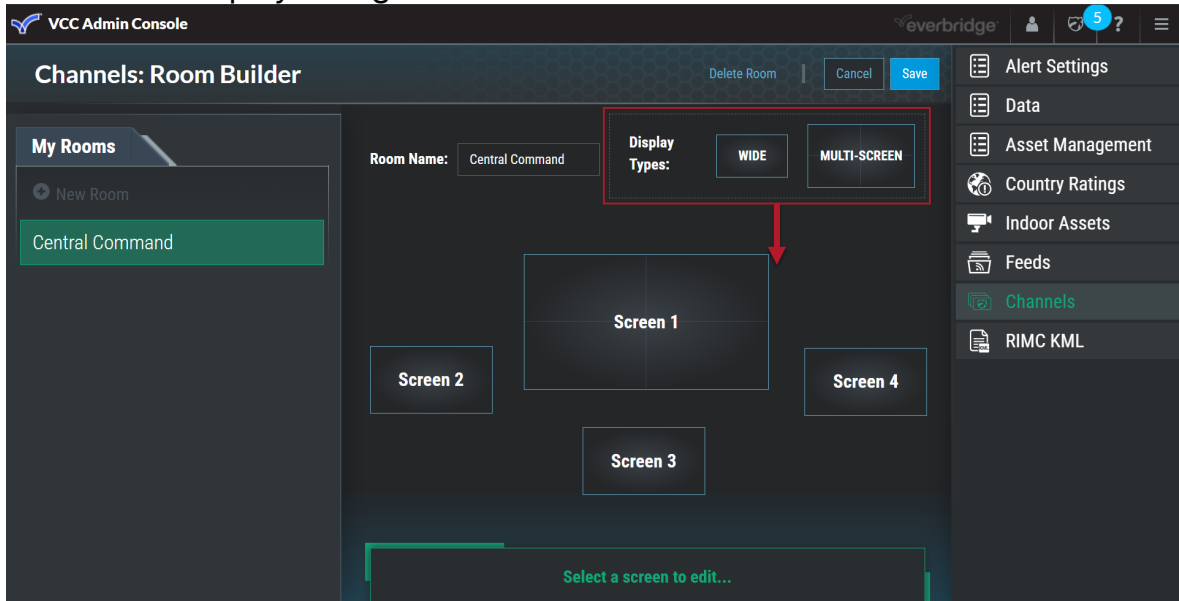 VCC Admin Console
everbridge
5
?
Channels: Room Builder
Delete Room
Cancel
Save
My Rooms
New Room
Central Command
Room Name:
Central Command
Display
Types:
WIDE
MULTI-SCREEN
Screen 1
Screen 2
Screen 4
Screen 3
Select a screen to edit...
Alert Settings
Data
Asset Management
Country Ratings
Indoor Assets
Feeds
Channels
RIMC KML